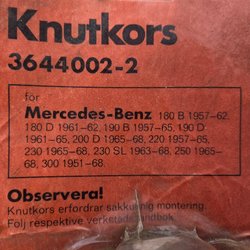 Knutkors
3644002-2
för
Mercedes-Benz 180 B 1957-62,
180 D 1961-62, 190 B 1957-65, 190 D
1961-65, 200 D 1965-68, 220 1957-65,
230 1965-68, 230 SL 1963-68, 250 1965-
68, 300 1951-68.
Observera!
Knutkors erfordrar sakkunnig montering.
Följ respektive verkstadshandbok.